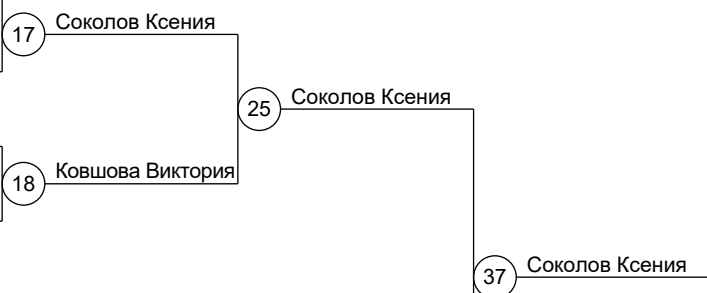 17 Соколов Ксения
25 Соколов Ксения
18 Ковшова Виктория
37 Соколов Ксения